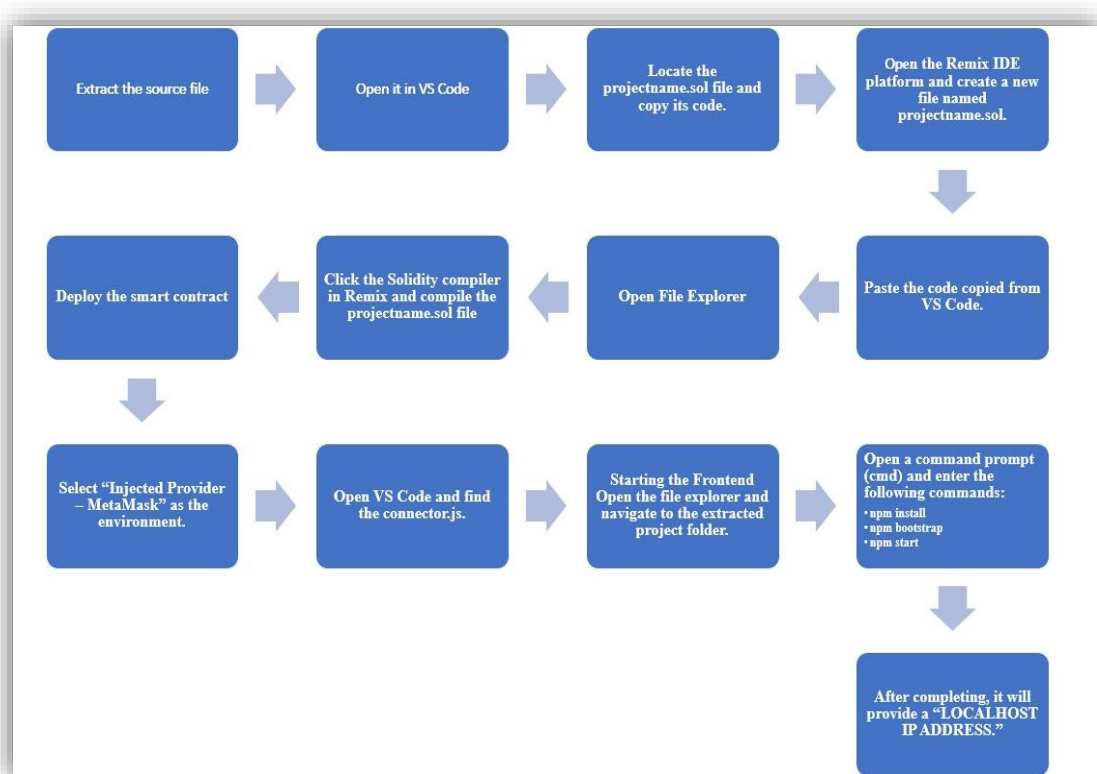 Extract the source file
Open it in VS Code
Locate the
projectname.sol file and
copy its code.
Open the Remix IDE
platform and create a new
file named
projectname.sol.
Paste the code copied from
VS Code.
Open File Explorer
Click the Solidity compiler
in Remix and compile the
projectname.sol file
Deploy the smart contract
Select “Injected Provider
– MetaMask” as the
environment.
Open VS Code and find
the connector.js.
Starting the Frontend
Open the file explorer and
navigate to the extracted
project folder.
Open a command prompt
(cmd) and enter the
following commands:
• npm install
• npm bootstrap
• npm start
After completing, it will
provide a “LOCALHOST
IP ADDRESS.”